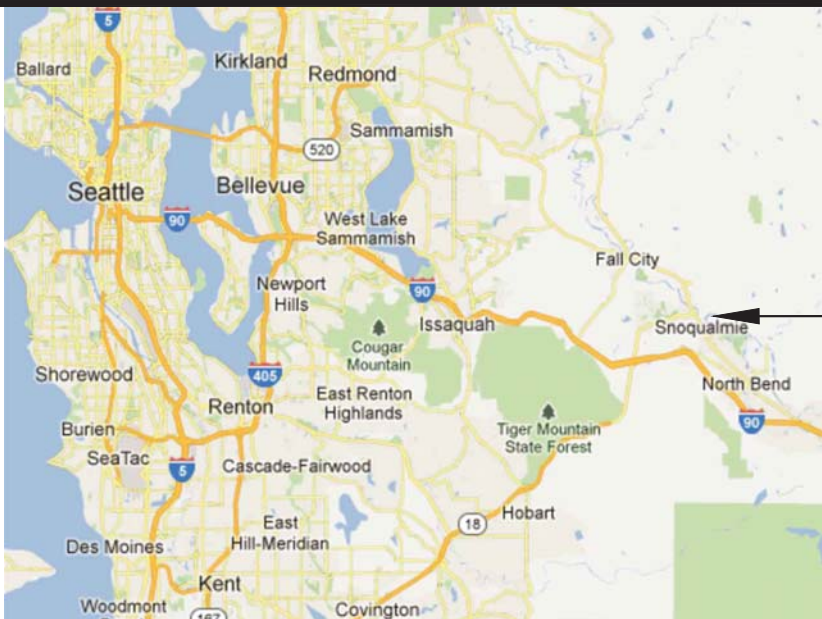 5
Ballard
Kirkland
Redmond
Sammamish
520
Seattle
Bellevue
90
West Lake
Sammamish
Fall City
Newport
Hills
90
Issaquah
Snoqualmie
Cougar
Mountain
Shorewood
405
North Bend
Renton
East Renton
Highlands
Burien
Tiger Mountain
State Forest
90
SeaTac
5
Cascade-Fairwood
Hobart
18
East
Hill-Meridian
Des Moines
Kent
Woodmont
167
Covington